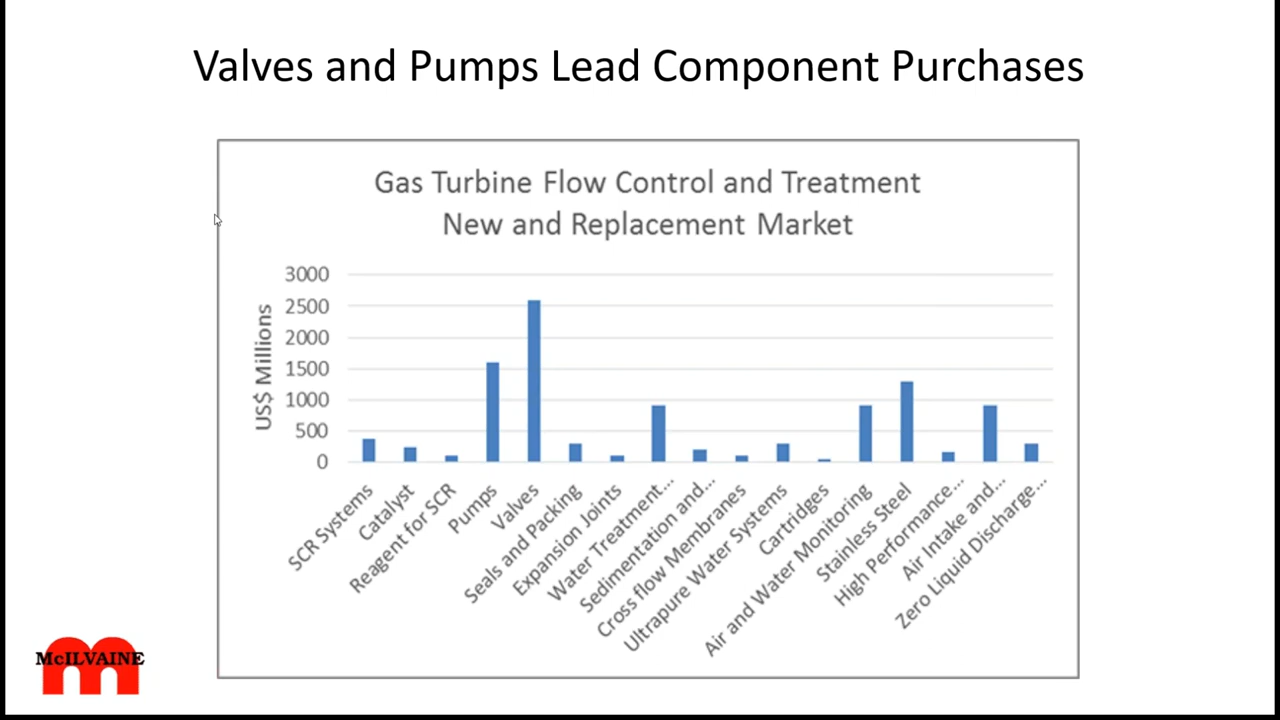 Valves and Pumps Lead Component Purchases
Gas Turbine Flow Control and Treatment
New and Replacement Market
US$ Millions
3000
2500
2000
1500
1000
500
0
SCR Systems
Catalyst
Reagent for SCR
Pumps
Valves
Seals and Packing
Expansion Joints
Water Treatment...
Sedimentation and...
Cross flow Membranes
Ultrapure Water Systems
Cartridges
Air and Water Monitoring
Stainless Steel
High Performance...
Air Intake and...
Zero Liquid Discharge...
McILVAINE